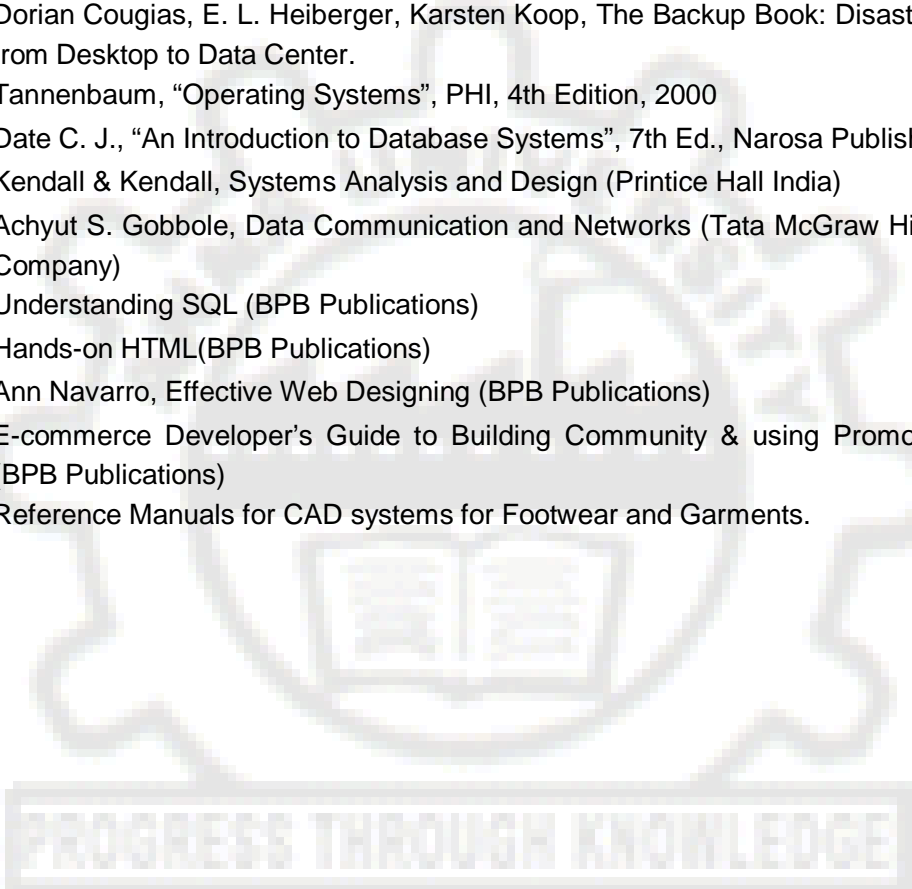 Dorian Cougias, E. L. Heiberger, Karsten Koop, The Backup Book: Disast
from Desktop to Data Center.
Tannenbaum, “Operating Systems”, PHI, 4th Edition, 2000
Date C. J., “An Introduction to Database Systems”, 7th Ed., Narosa Publish
Kendall & Kendall, Systems Analysis and Design (Printice Hall India)
Achyut S. Gobbole, Data Communication and Networks (Tata McGraw Hi
Company)
Understanding SQL (BPB Publications)
Hands-on HTML(BPB Publications)
Ann Navarro, Effective Web Designing (BPB Publications)
E-commerce Developer’s Guide to Building Community & using Promo
(BPB Publications)
Reference Manuals for CAD systems for Footwear and Garments.
PROGRESS THROUGH KNOWLEDGE